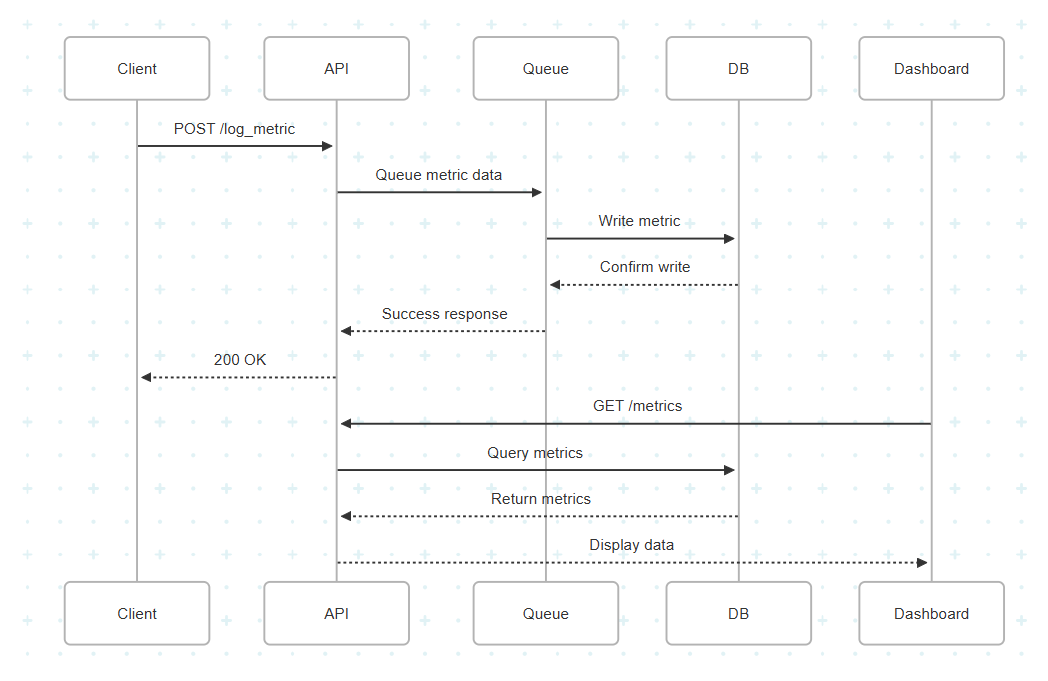 Client
API
Queue
DB
Dashboard
POST /log_metric
Queue metric data
Write metric
Confirm write
Success response
200 OK
GET /metrics
Query metrics
Return metrics
Display data
Client
API
Queue
DB
Dashboard